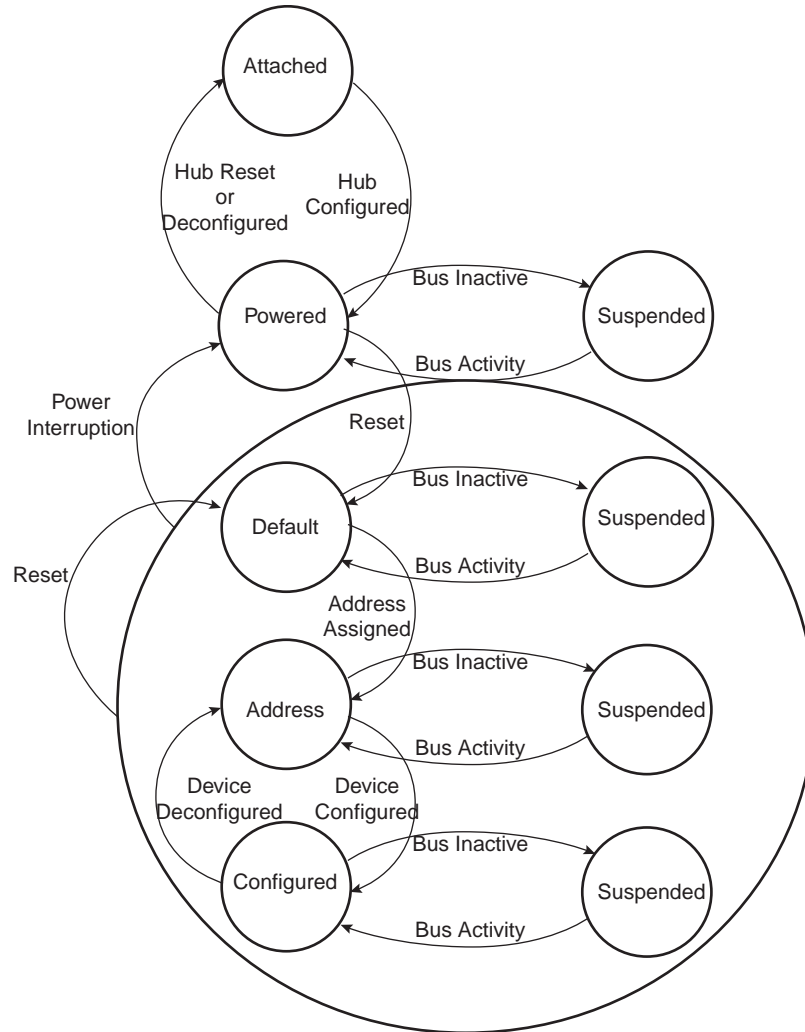 Attached
Hub Reset
or
Deconfigured
Hub
Configured
Powered
Bus Inactive
Suspended
Bus Activity
Power
Interruption
Reset
Default
Bus Inactive
Suspended
Bus Activity
Reset
Address
Assigned
Address
Bus Inactive
Suspended
Bus Activity
Device
Deconfigured
Device
Configured
Configured
Bus Inactive
Suspended
Bus Activity